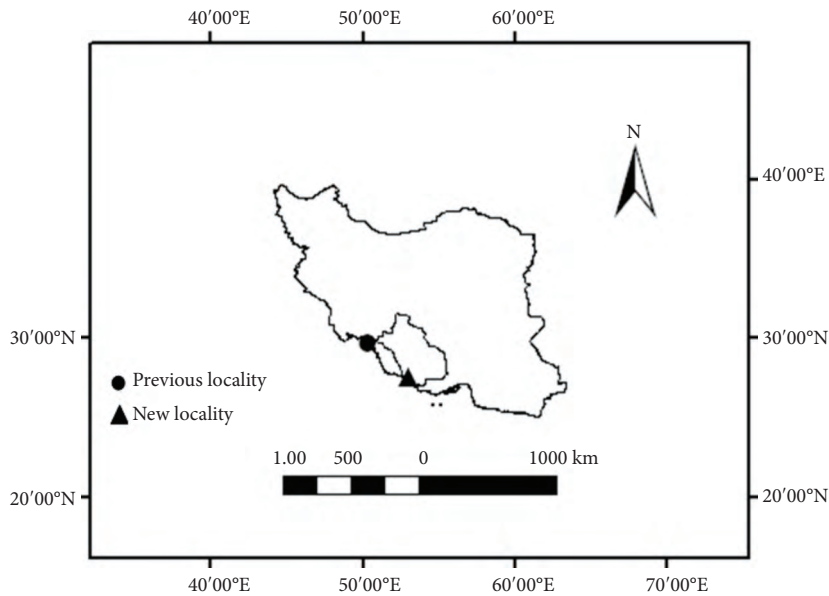 40′00″E 50′00″E 60′00″E
N
40′00″E
30′00″N 30′00″N
Previous locality
New locality
1.00 500 0 1000 km
20′00″N 20′00″N
40′00″E 50′00″E 60′00″E 70′00″E